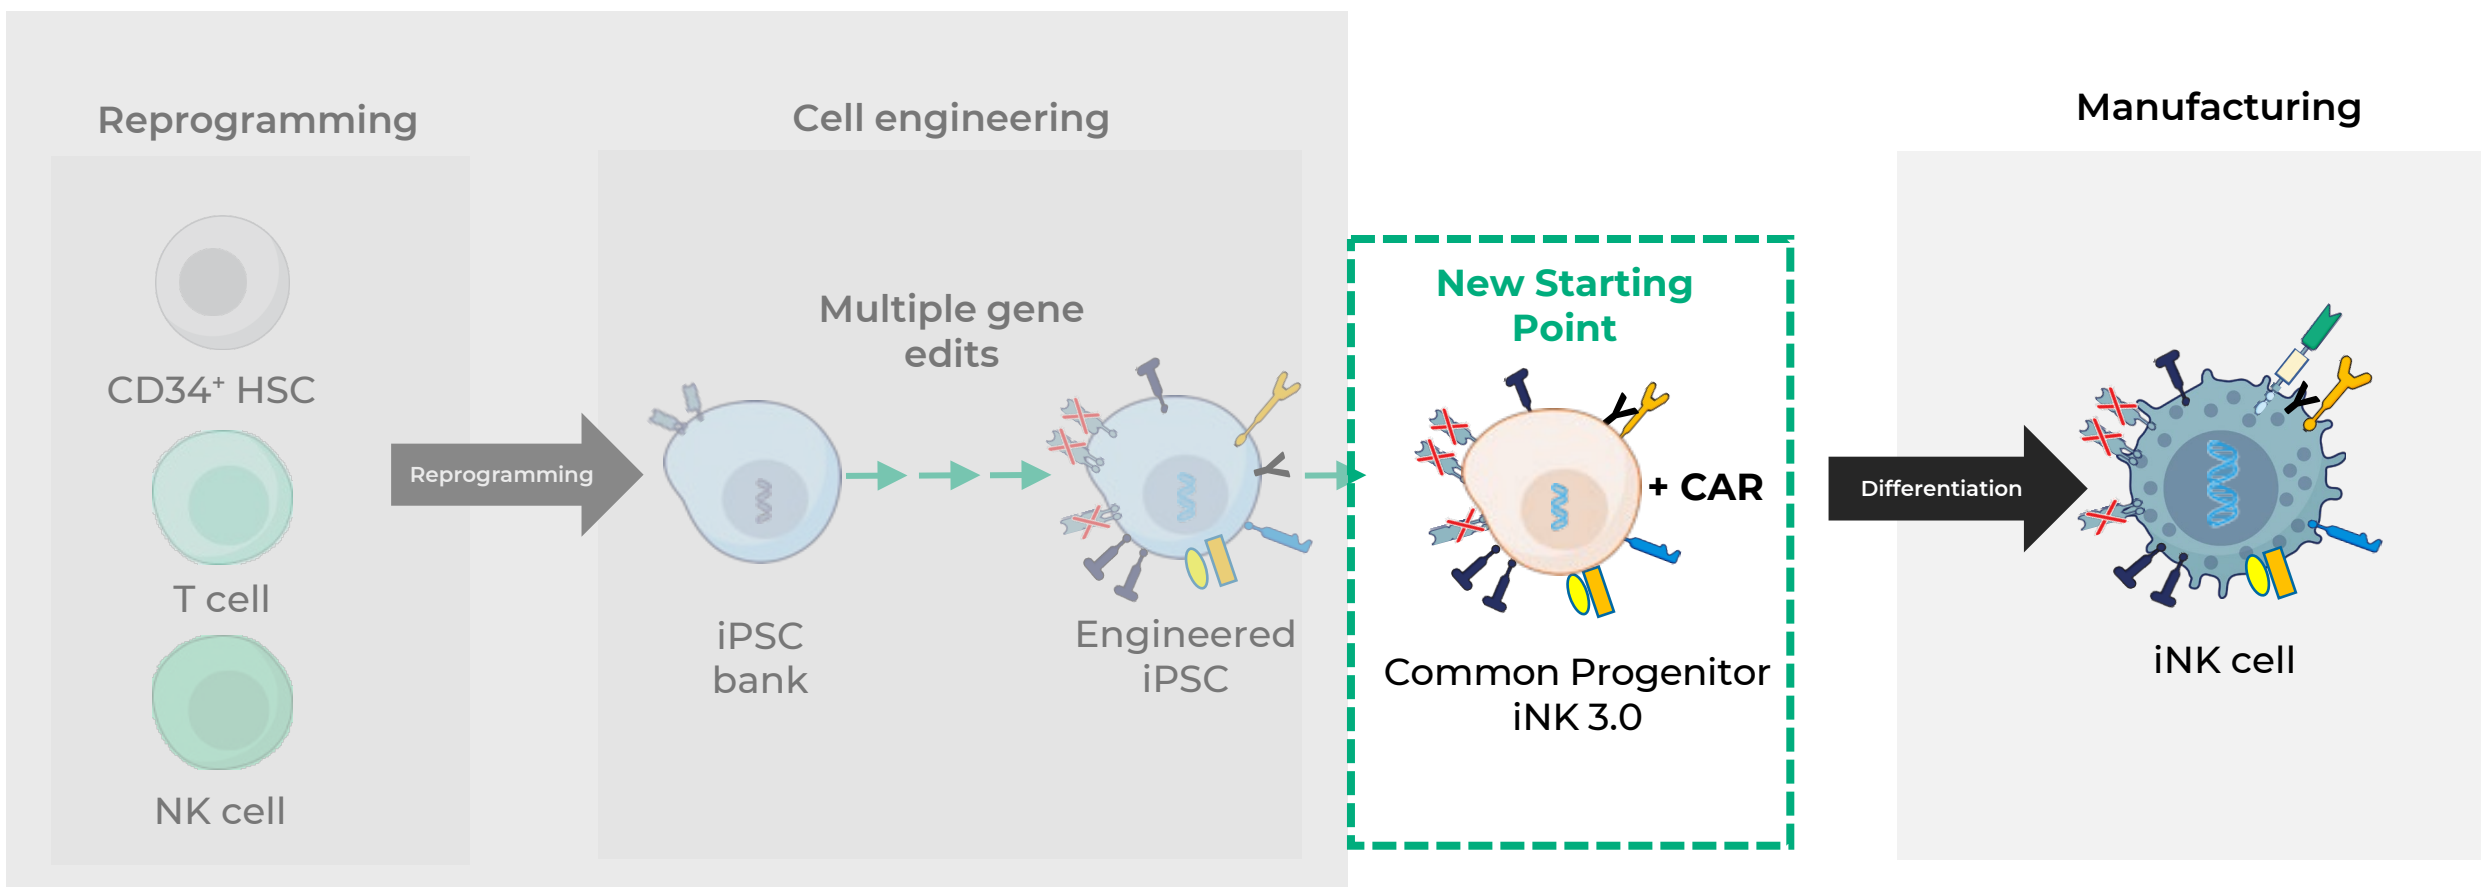 Reprogramming
CD34⁺ HSC
T cell
NK cell
Reprogramming
Cell engineering
Multiple gene
edits
iPSC
bank
Engineered
iPSC
New Starting
Point
+ CAR
Common Progenitor
iNK 3.0
Differentiation
Manufacturing
iNK cell